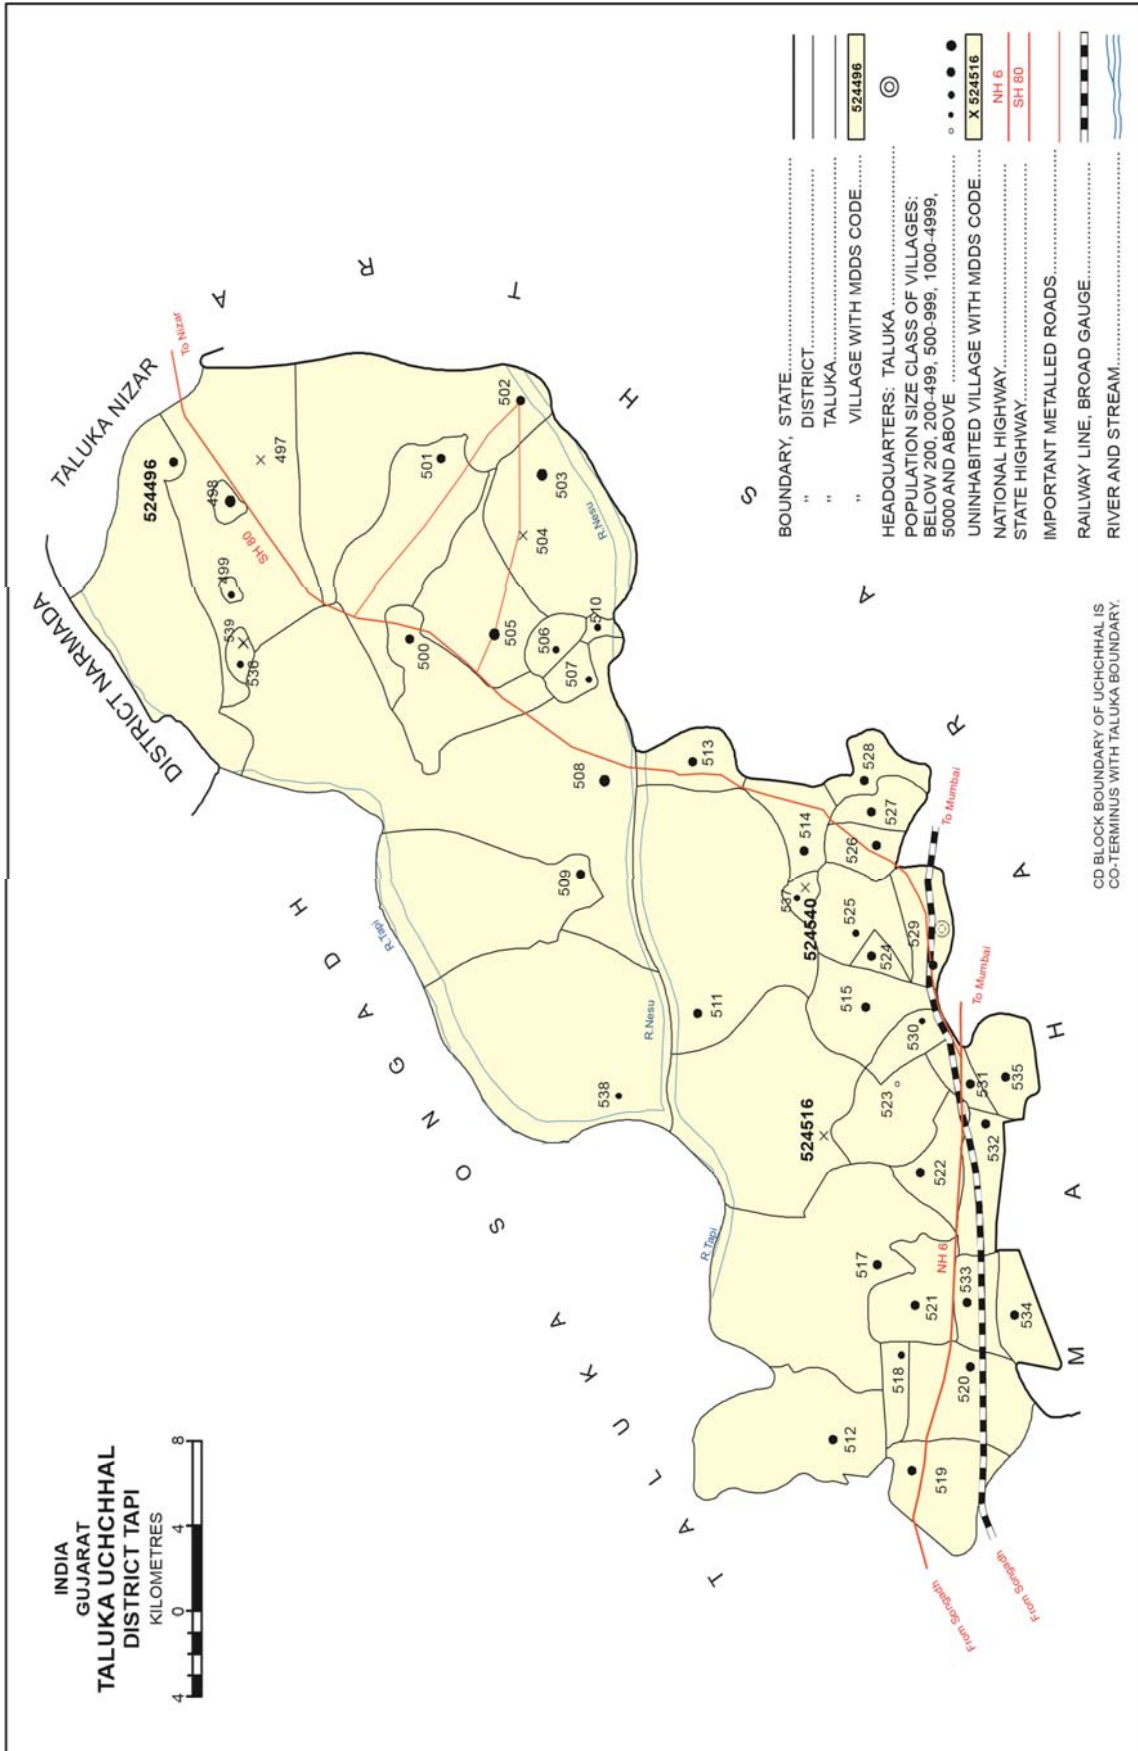 INDIA
GUJARAT
TALUKA UCHCHHAL
DISTRICT TAPI
KILOMETRES
4 0 4 8
DISTRICT NARMADA
TALUKA NIZAR
To Nizar
TALUKA SONGADH
MAHARASHTRA
524496
497
498
499
539
536
SH 80
500
501
502
503
504
505
506
507
510
R.Nesu
508
509
R.Tapi
R.Nesu
538
511
513
514
537
524540
525
524
515
526
527
528
529
530
To Mumbai
To Mumbai
524516
523
531
535
532
522
R.Tapi
517
521
NH 6
533
534
518
520
512
519
From Songadh
From Songadh
BOUNDARY, STATE
" DISTRICT
" TALUKA
" VILLAGE WITH MDDS CODE 524496
HEADQUARTERS: TALUKA
POPULATION SIZE CLASS OF VILLAGES:
BELOW 200, 200-499, 500-999, 1000-4999,
5000 AND ABOVE
UNINHABITED VILLAGE WITH MDDS CODE X 524516
NATIONAL HIGHWAY NH 6
STATE HIGHWAY SH 80
IMPORTANT METALLED ROADS
RAILWAY LINE, BROAD GAUGE
RIVER AND STREAM
CD BLOCK BOUNDARY OF UCHCHHAL IS
CO-TERMINUS WITH TALUKA BOUNDARY.